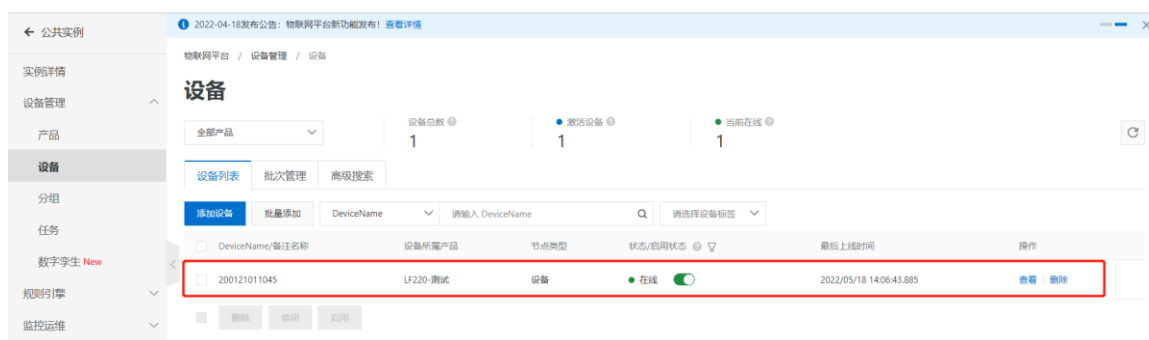 ← 公共实例
实例详情
设备管理
产品
设备
分组
任务
数字孪生 New
规则引擎
监控运维
2022-04-18发布公告：物联网平台新功能发布！查看详情
物联网平台 / 设备管理 / 设备
设备
全部产品
设备总数
1
激活设备
1
当前在线
1
设备列表 批次管理 高级搜索
添加设备 批量添加 DeviceName 请输入 DeviceName 请选择设备标签
DeviceName/备注名称 设备所属产品 节点类型 状态/启用状态 最后上线时间 操作
200121011045 LF220-测试 设备 在线 2022/05/18 14:06:43.885 查看 删除
删除 禁用 启用